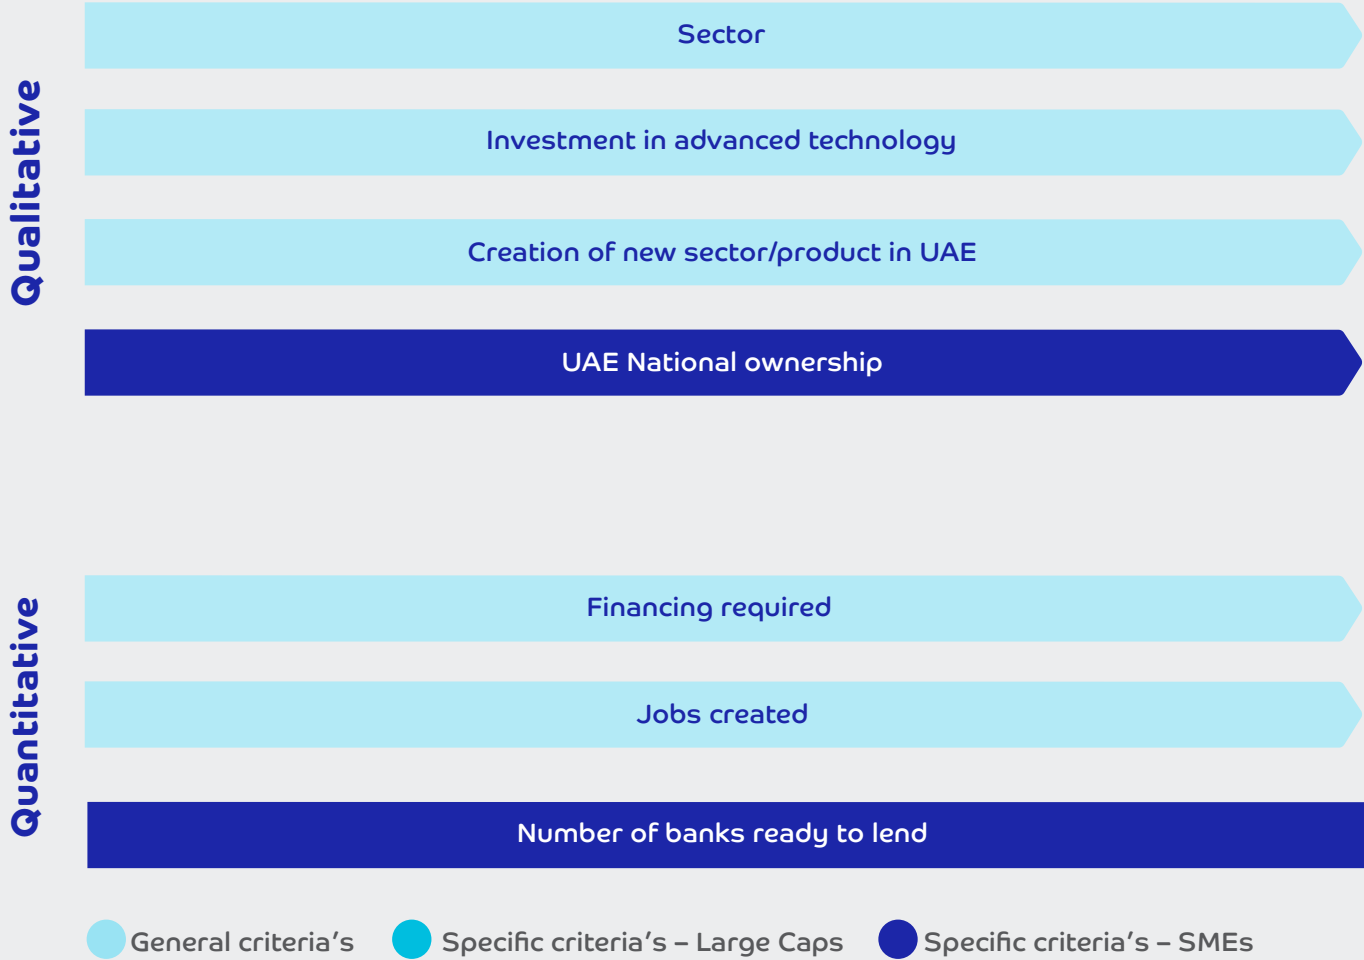 Qualitative
Sector
Investment in advanced technology
Creation of new sector/product in UAE
UAE National ownership
Quantitative
Financing required
Jobs created
Number of banks ready to lend
General criteria's
Specific criteria's – Large Caps
Specific criteria's – SMEs